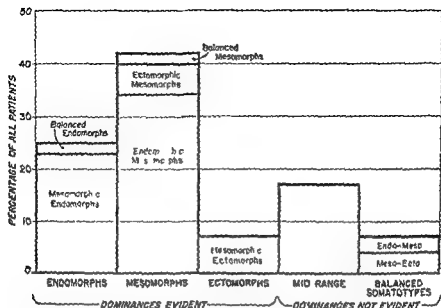 PERCENTAGE OF ALL PATIENTS
50
40
30
20
10
0
Balanced
Endomorphs
Mesomorphic
Endomorphs
Balanced
Mesomorphs
Ectomorphic
Mesomorphs
Mesomorphic
Ectomorphs
Endo-Meso
Meso-Ecto
ENDOMORPHS
MESOMORPHS
ECTOMORPHS
MID RANGE
BALANCED
SOMATOTYPES
DOMINANCES EVIDENT
DOMINANCES NOT EVIDENT